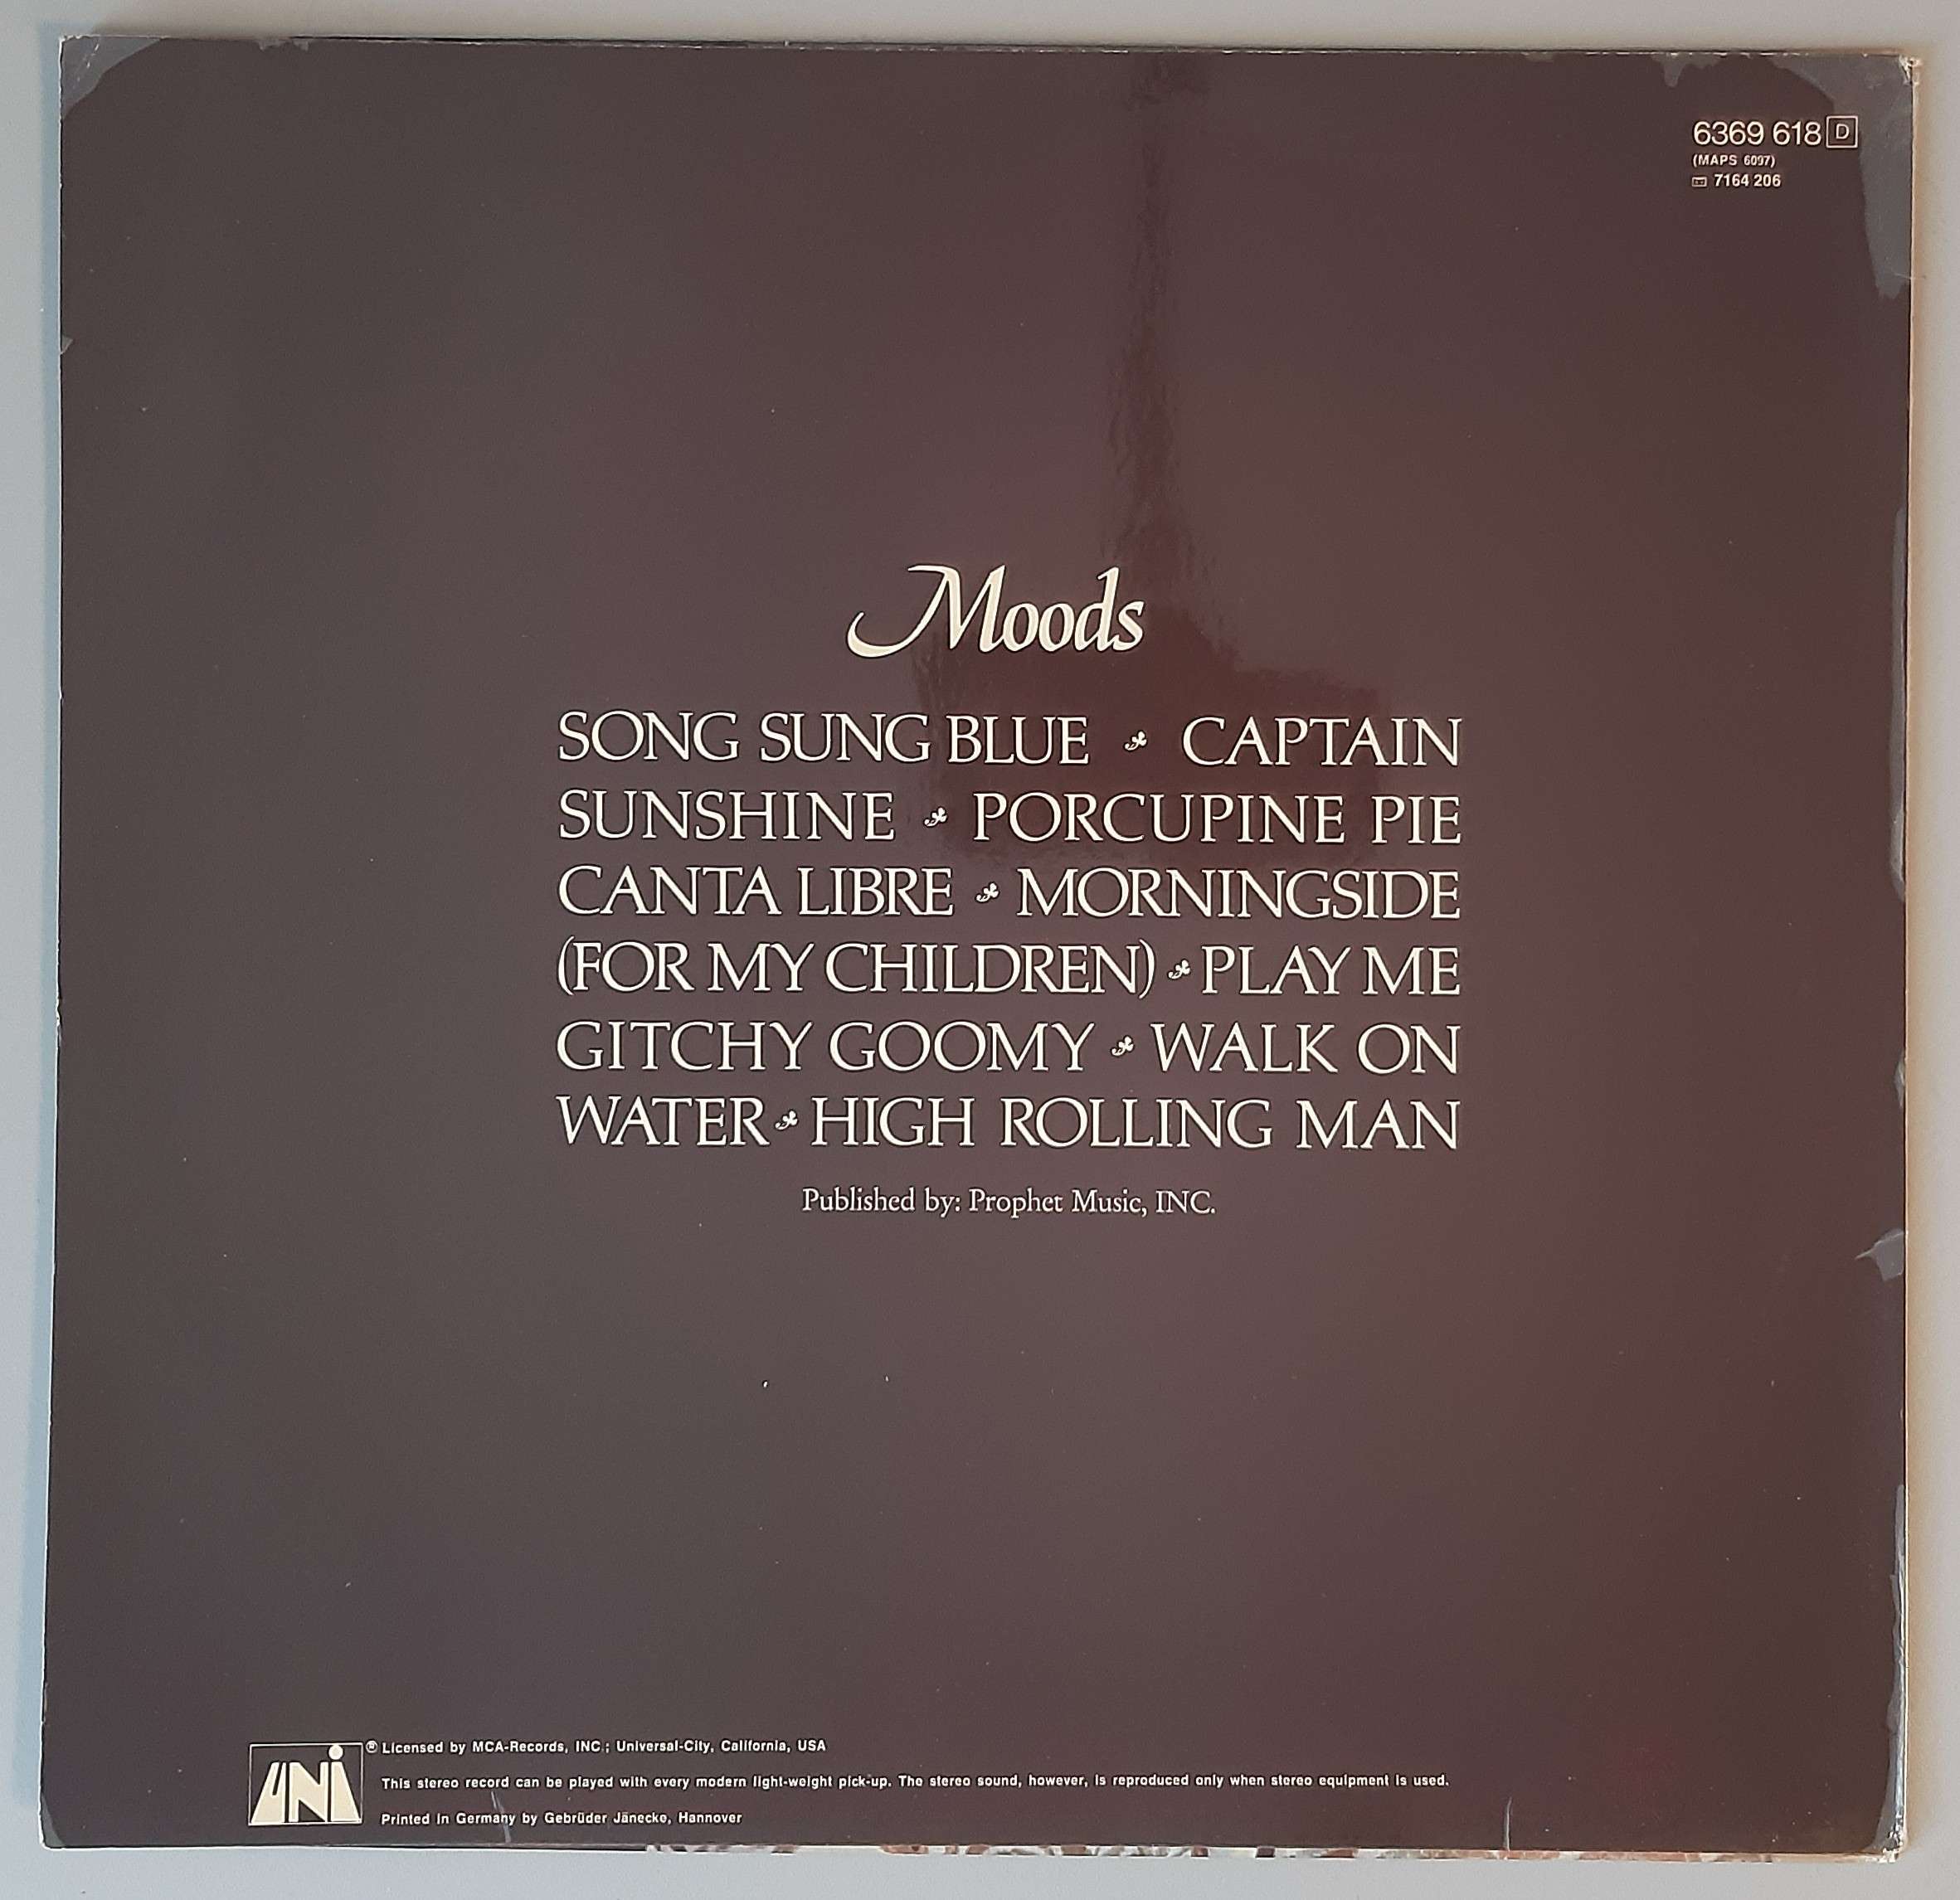 6369 618 D
(MAPS 6097)
7164 206
Moods
SONG SUNG BLUE CAPTAIN
SUNSHINE PORCUPINE PIE
CANTA LIBRE MORNINGSIDE
(FOR MY CHILDREN) PLAY ME
GITCHY GOOMY WALK ON
WATER HIGH ROLLING MAN
Published by: Prophet Music, INC.
UNI
® Licensed by MCA-Records, INC.; Universal-City, California, USA
This stereo record can be played with every modern light-weight pick-up. The stereo sound, however, is reproduced only when stereo equipment is used.
Printed in Germany by Gebrüder Jänecke, Hannover